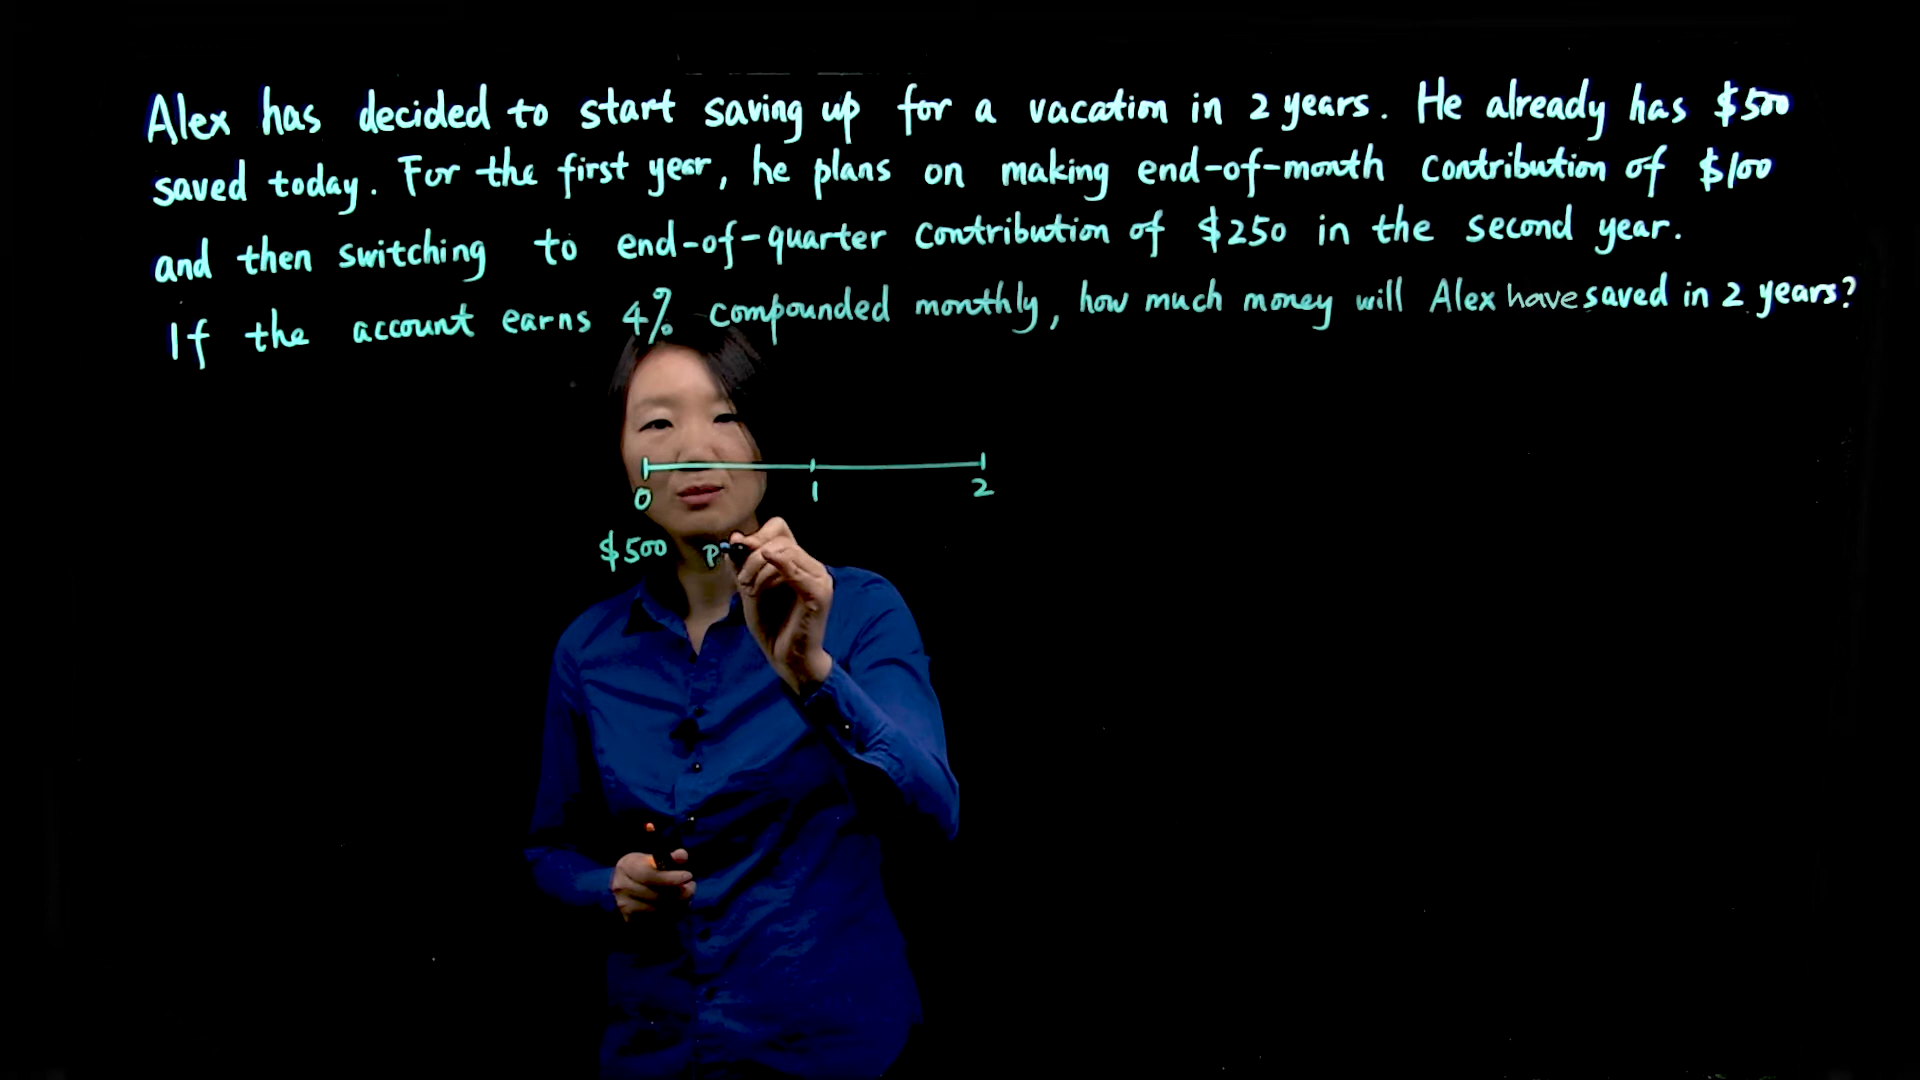 Alex has decided to start saving up for a vacation in 2 years. He already has $500
saved today. For the first year, he plans on making end-of-month contribution of $100
and then switching to end-of-quarter contribution of $250 in the second year.
If the account earns 4% compounded monthly, how much money will Alex have saved in 2 years?
0 1 2
$500 P